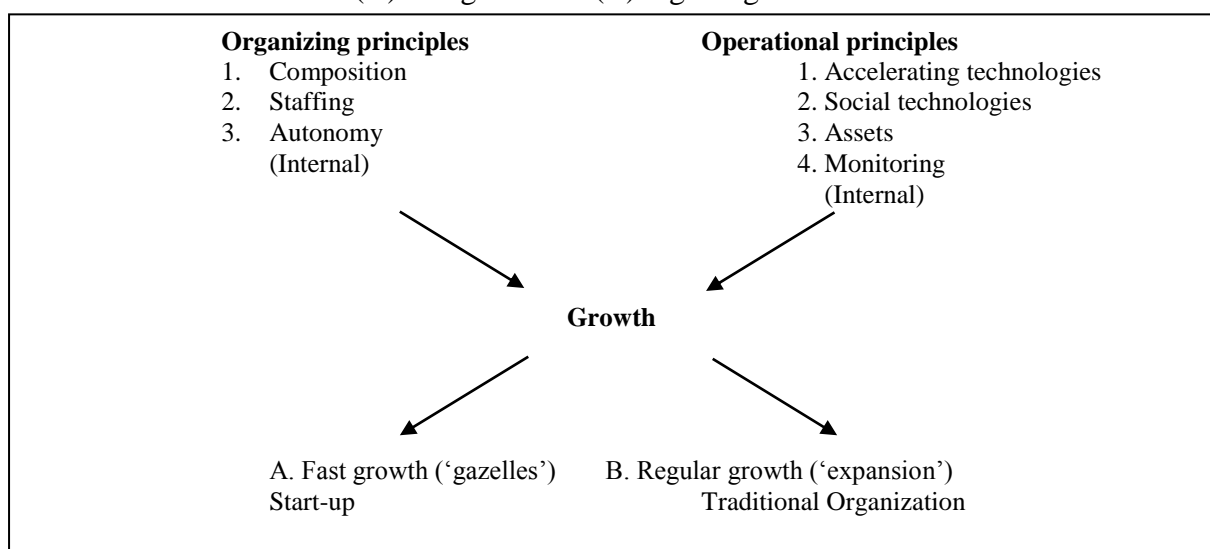 Organizing principles
1. Composition
2. Staffing
3. Autonomy
(Internal)
Operational principles
1. Accelerating technologies
2. Social technologies
3. Assets
4. Monitoring
(Internal)
Growth
A. Fast growth (‘gazelles’)
Start-up
B. Regular growth (‘expansion’)
Traditional Organization